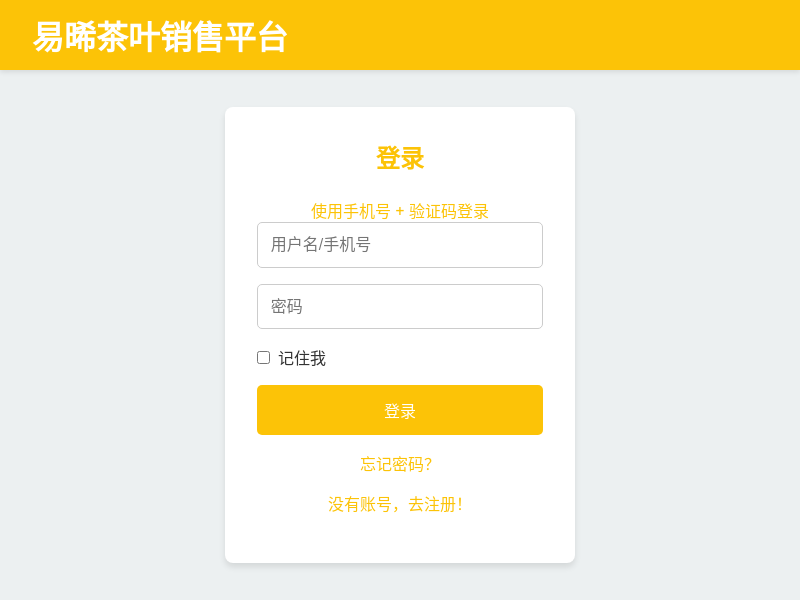 易晞茶叶销售平台
登录
使用手机号 + 验证码登录
用户名/手机号
密码
记住我
登录
忘记密码？
没有账号，去注册！